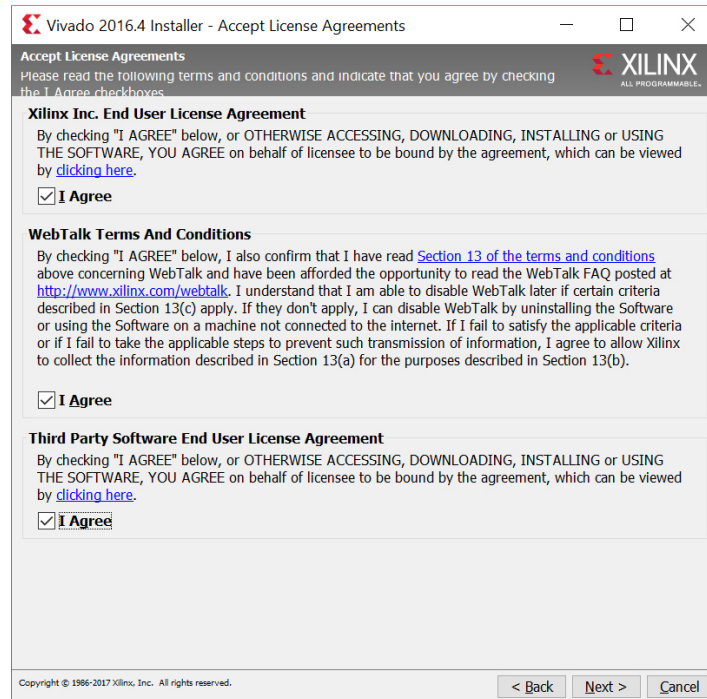 Vivado 2016.4 Installer - Accept License Agreements
Accept License Agreements
Please read the following terms and conditions and indicate that you agree by checking
the I Agree checkboxes
XILINX
ALL PROGRAMMABLE.
Xilinx Inc. End User License Agreement
By checking "I AGREE" below, or OTHERWISE ACCESSING, DOWNLOADING, INSTALLING or USING
THE SOFTWARE, YOU AGREE on behalf of licensee to be bound by the agreement, which can be viewed
by clicking here.
I Agree
WebTalk Terms And Conditions
By checking "I AGREE" below, I also confirm that I have read Section 13 of the terms and conditions
above concerning WebTalk and have been afforded the opportunity to read the WebTalk FAQ posted at
http://www.xilinx.com/webtalk. I understand that I am able to disable WebTalk later if certain criteria
described in Section 13(c) apply. If they don't apply, I can disable WebTalk by uninstalling the Software
or using the Software on a machine not connected to the internet. If I fail to satisfy the applicable criteria
or if I fail to take the applicable steps to prevent such transmission of information, I agree to allow Xilinx
to collect the information described in Section 13(a) for the purposes described in Section 13(b).
I Agree
Third Party Software End User License Agreement
By checking "I AGREE" below, or OTHERWISE ACCESSING, DOWNLOADING, INSTALLING or USING
THE SOFTWARE, YOU AGREE on behalf of licensee to be bound by the agreement, which can be viewed
by clicking here.
I Agree
Copyright © 1986-2017 Xilinx, Inc. All rights reserved.
< Back
Next >
Cancel